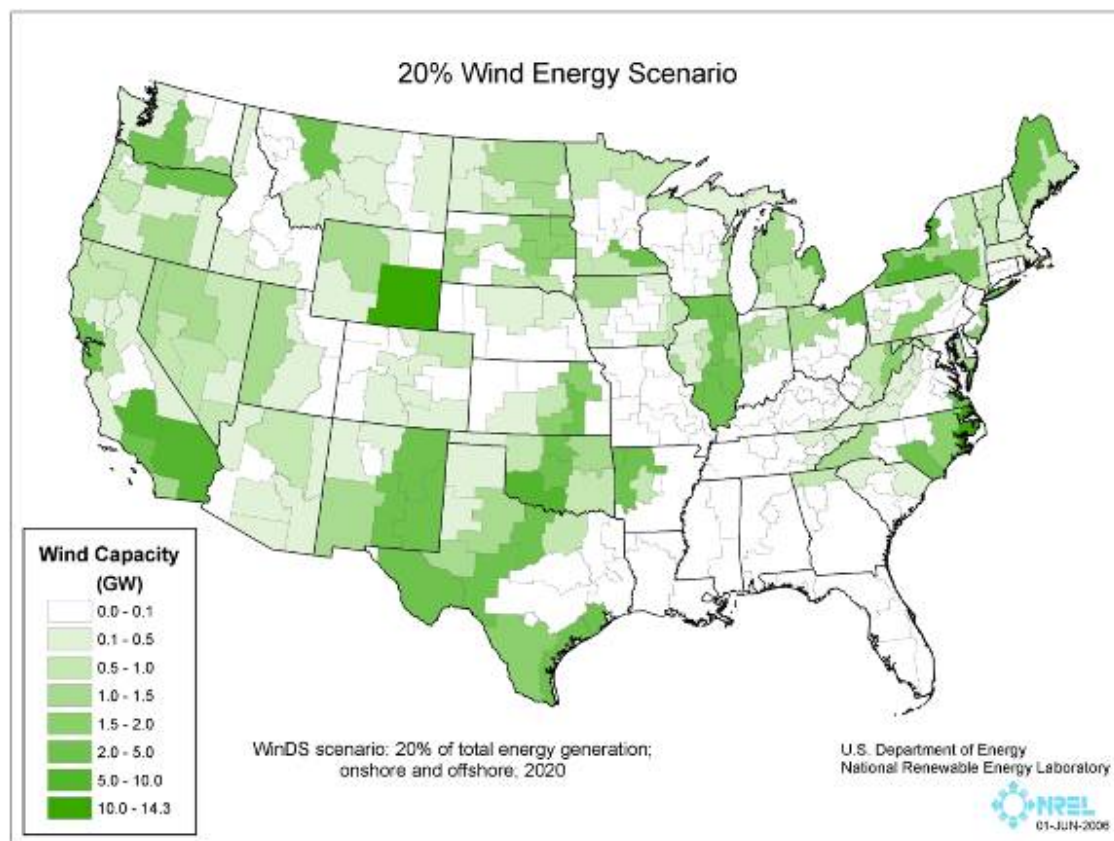 20% Wind Energy Scenario
Wind Capacity
(GW)
0.0 - 0.1
0.1 - 0.5
0.5 - 1.0
1.0 - 1.5
1.5 - 2.0
2.0 - 5.0
5.0 - 10.0
10.0 - 14.3
WinDS scenario: 20% of total energy generation;
onshore and offshore; 2020
U.S. Department of Energy
National Renewable Energy Laboratory
NREL
01-JUN-2006